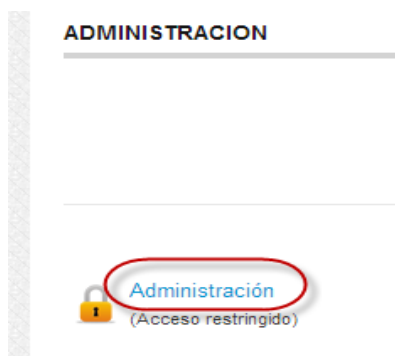 ADMINISTRACION
Administración
(Acceso restringido)